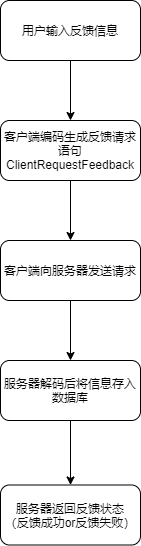 用户输入反馈信息
客户端编码生成反馈请求
语句
ClientRequestFeedback
客户端向服务器发送请求
服务器解码后将信息存入
数据库
服务器返回反馈状态
（反馈成功or反馈失败）